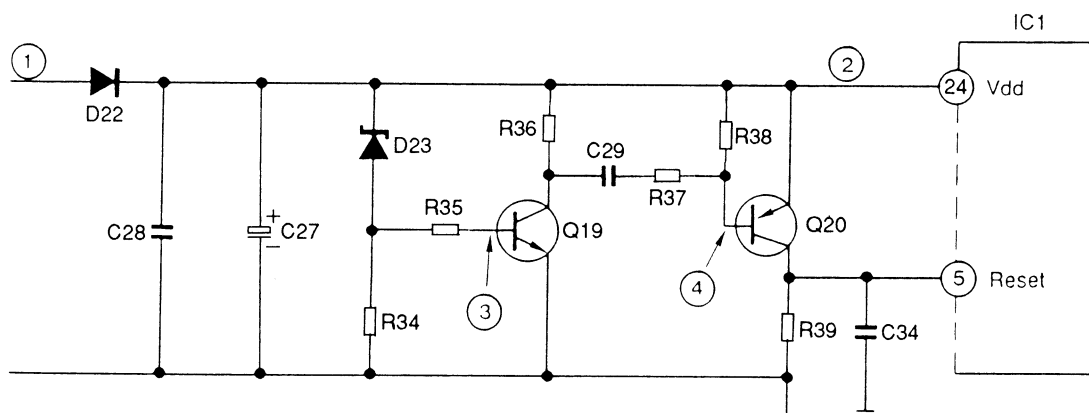 IC1
1
2
24
Vdd
D22
R36
R38
D23
C29
R37
R35
C28
+
C27
–
Q19
Q20
4
5
Reset
3
R34
R39
C34